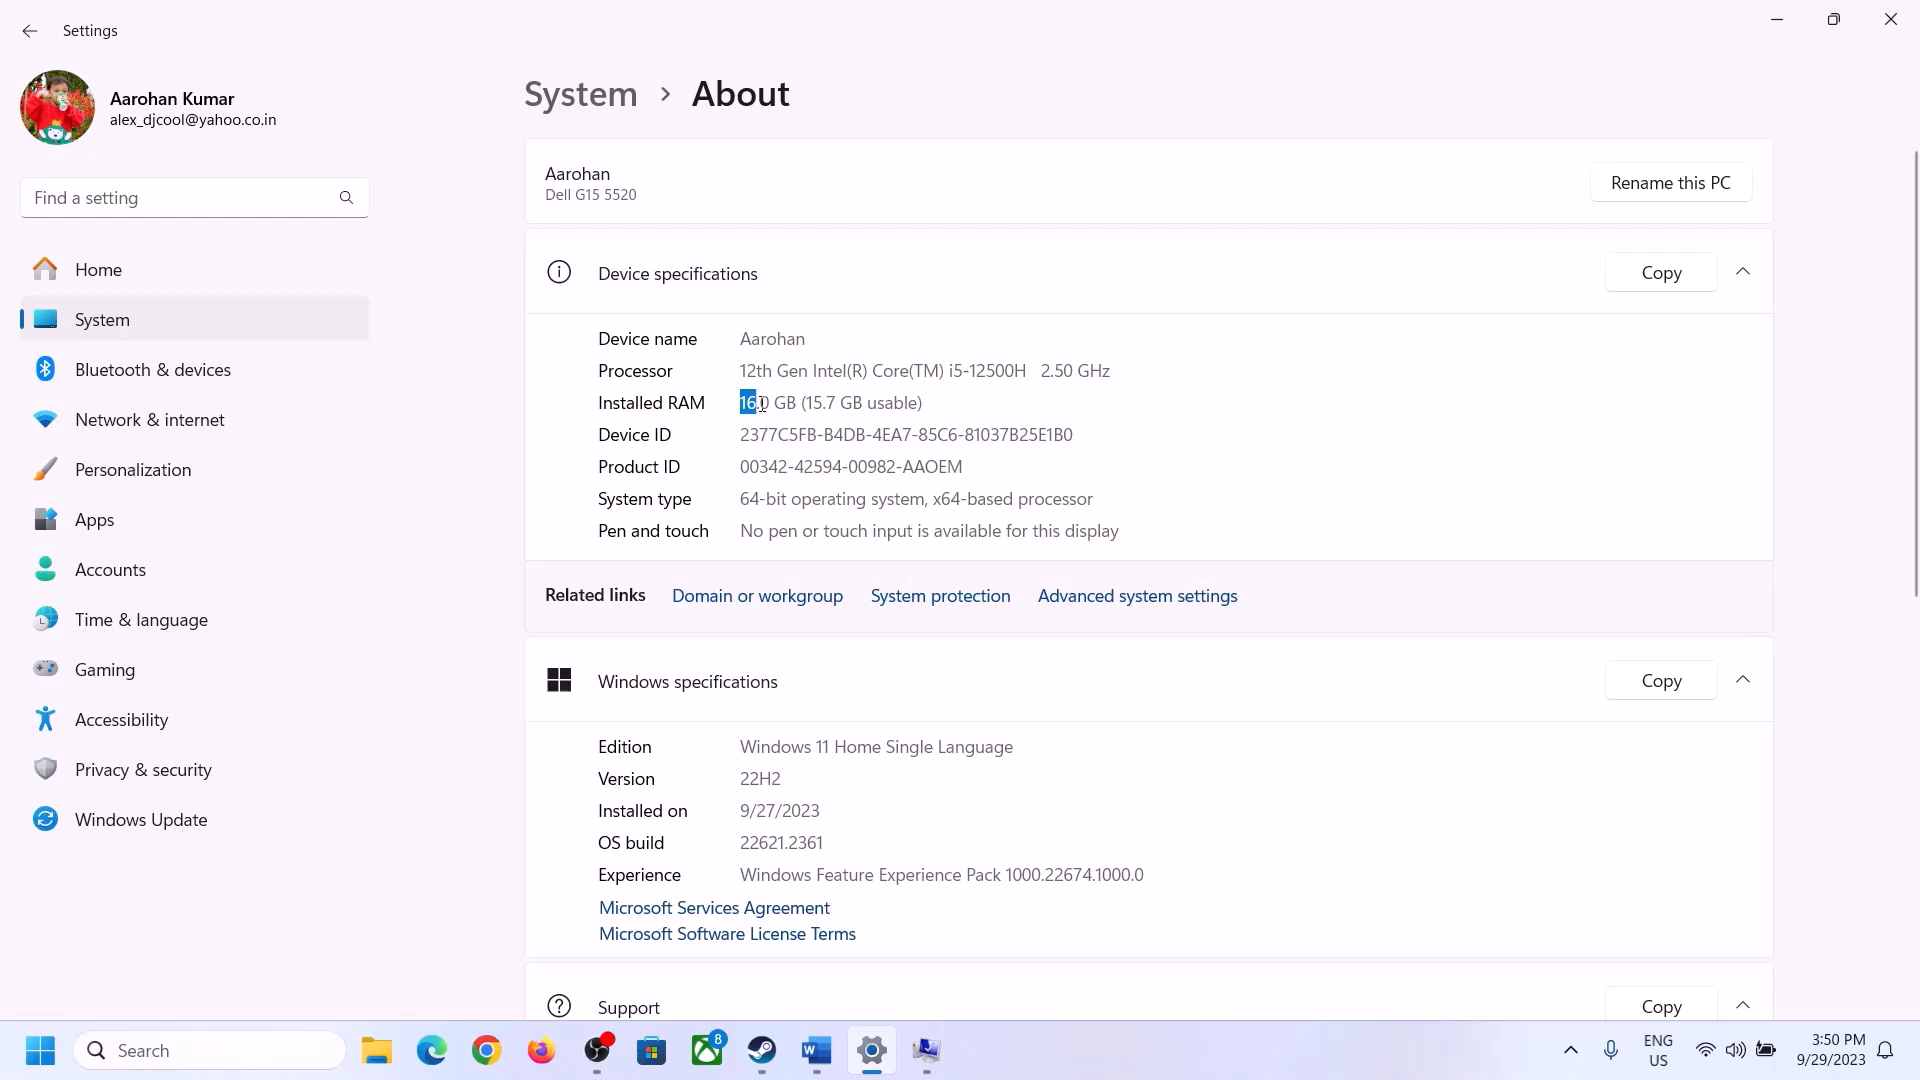 Settings
Aarohan Kumar
alex_djcool@yahoo.co.in
Find a setting
Home
System
Bluetooth & devices
Network & internet
Personalization
Apps
Accounts
Time & language
Gaming
Accessibility
Privacy & security
Windows Update
System > About
Aarohan
Dell G15 5520
Rename this PC
Device specifications
Copy
Device name Aarohan
Processor 12th Gen Intel(R) Core(TM) i5-12500H 2.50 GHz
Installed RAM 16.0 GB (15.7 GB usable)
Device ID 2377C5FB-B4DB-4EA7-85C6-81037B25E1B0
Product ID 00342-42594-00982-AAOEM
System type 64-bit operating system, x64-based processor
Pen and touch No pen or touch input is available for this display
Related links Domain or workgroup System protection Advanced system settings
Windows specifications
Copy
Edition Windows 11 Home Single Language
Version 22H2
Installed on 9/27/2023
OS build 22621.2361
Experience Windows Feature Experience Pack 1000.22674.1000.0
Microsoft Services Agreement
Microsoft Software License Terms
Support
Copy
Search
8
W
ENG
US
3:50 PM
9/29/2023